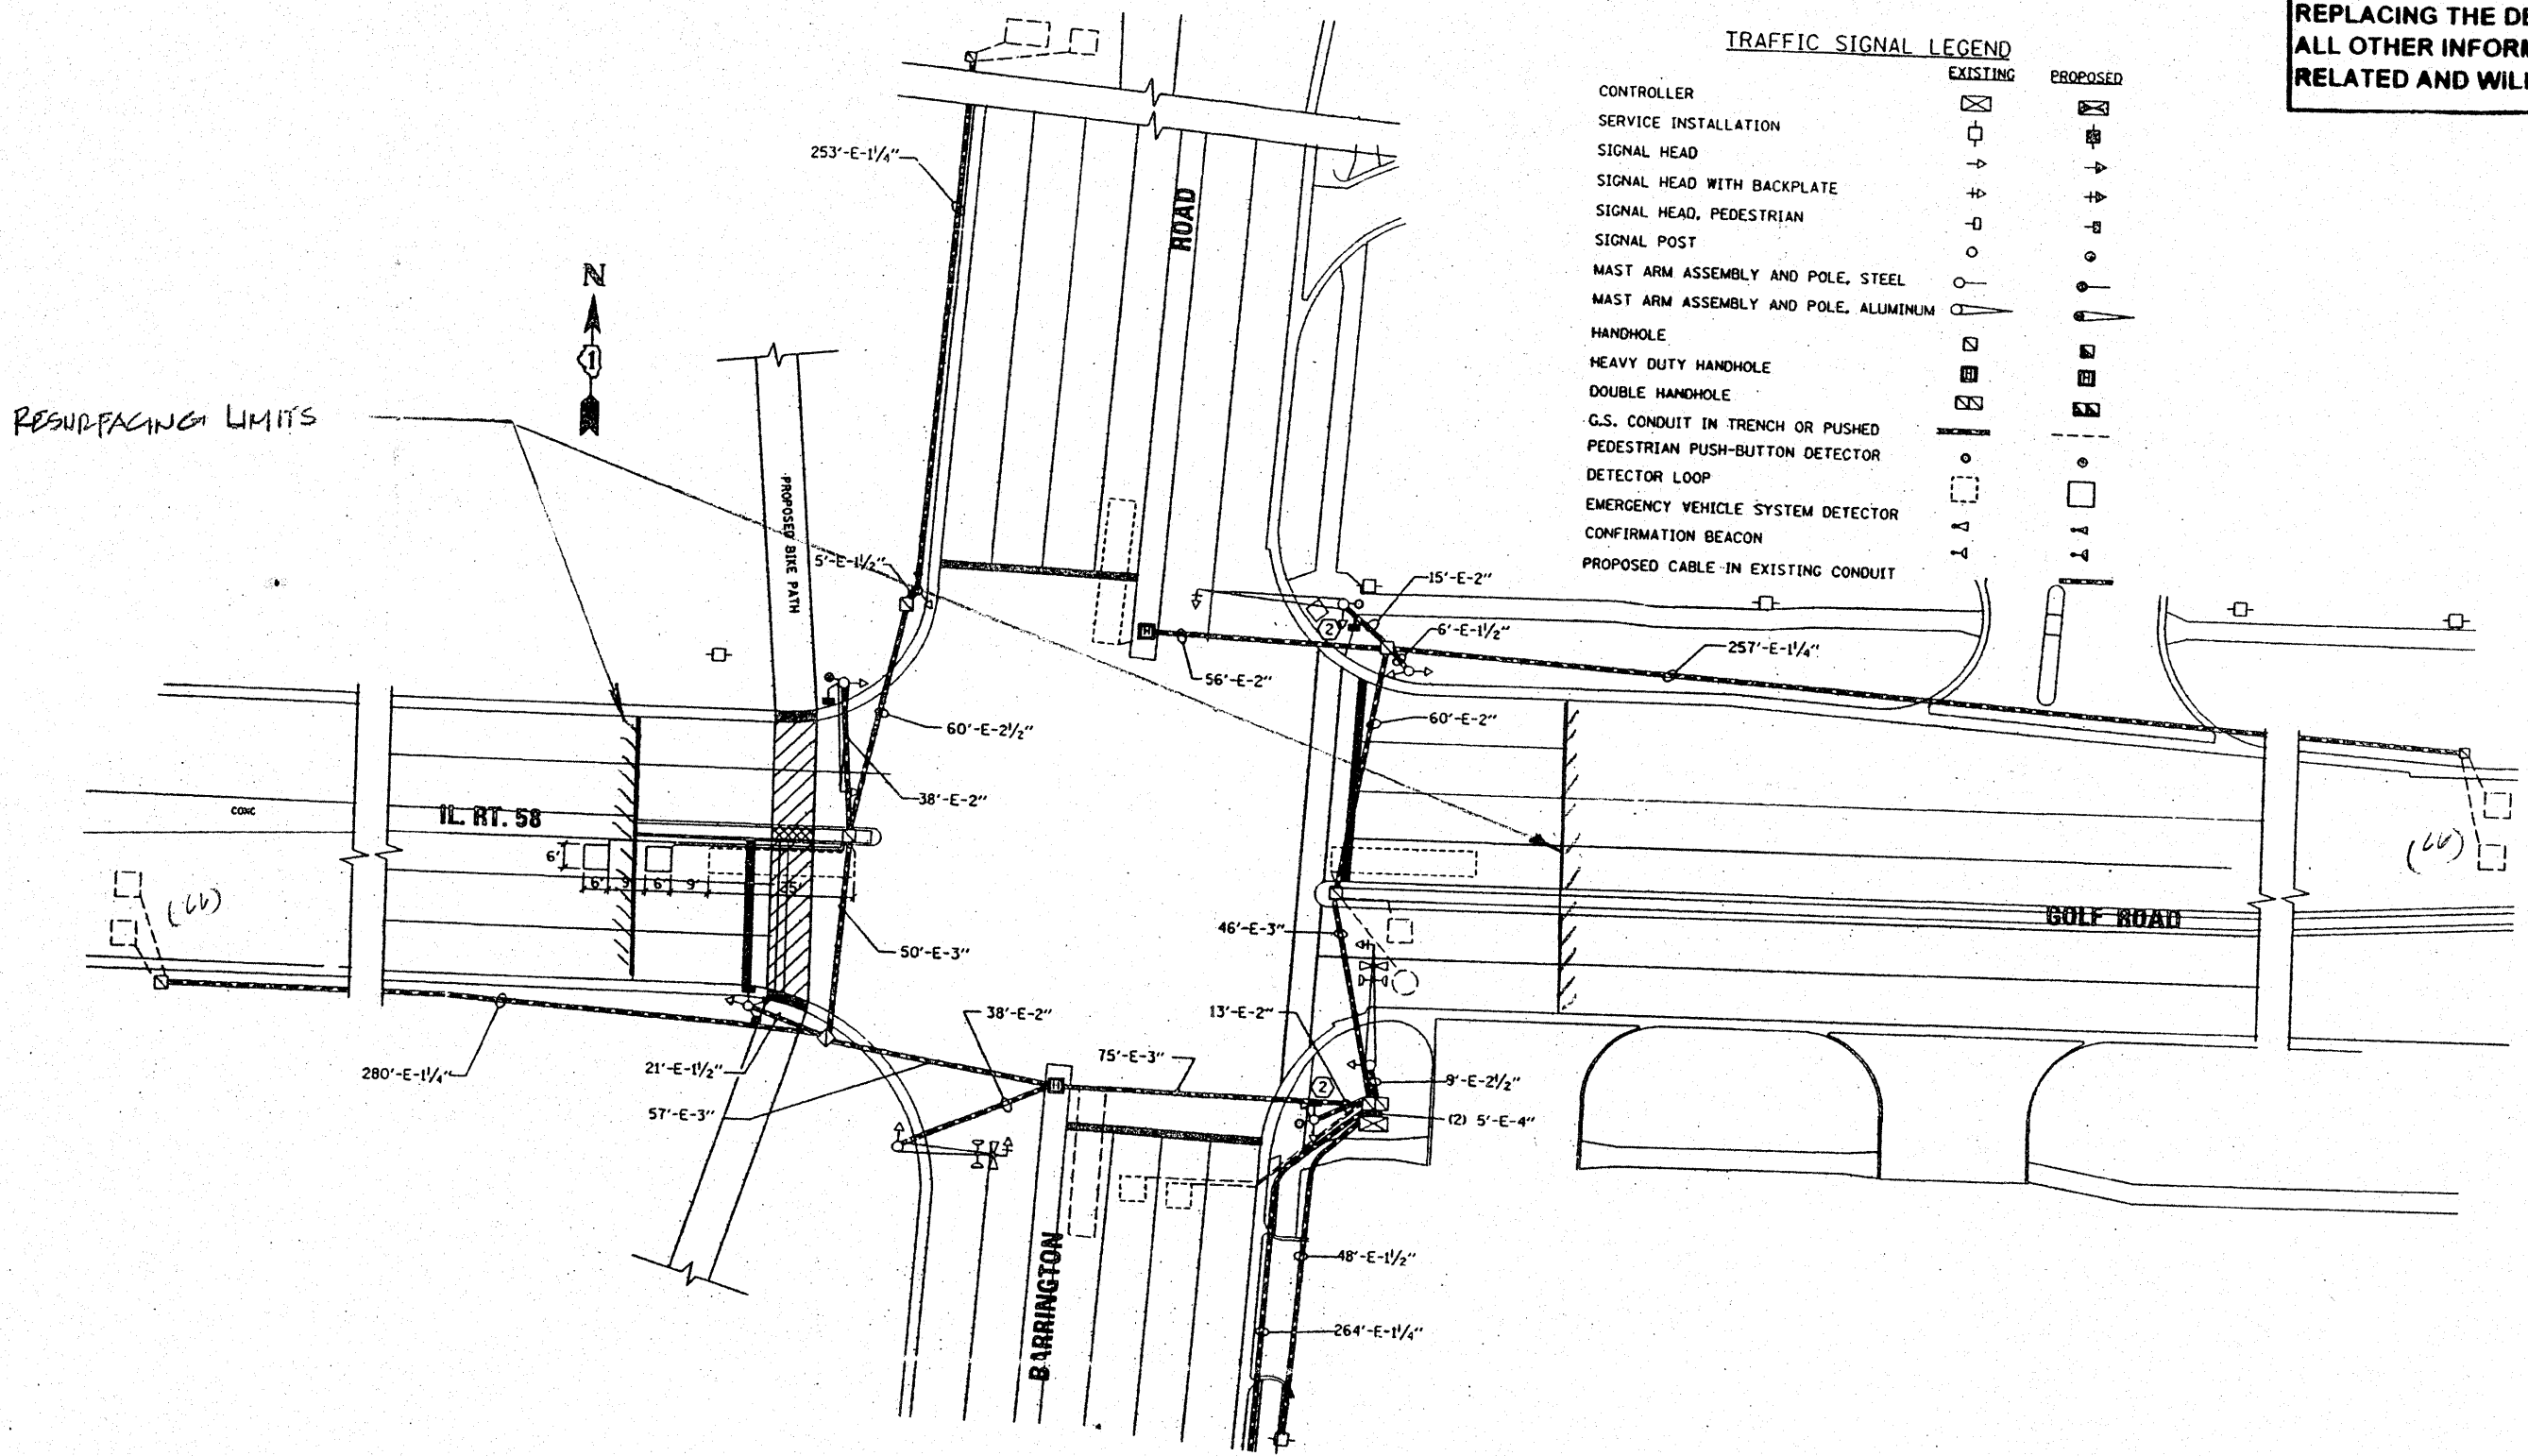 REPLACING THE DE
ALL OTHER INFORM
RELATED AND WILL
TRAFFIC SIGNAL LEGEND
EXISTING PROPOSED
CONTROLLER
SERVICE INSTALLATION
SIGNAL HEAD
SIGNAL HEAD WITH BACKPLATE
SIGNAL HEAD, PEDESTRIAN
SIGNAL POST
MAST ARM ASSEMBLY AND POLE, STEEL
MAST ARM ASSEMBLY AND POLE, ALUMINUM
HANDHOLE
HEAVY DUTY HANDHOLE
H H
DOUBLE HANDHOLE
G.S. CONDUIT IN TRENCH OR PUSHED
PEDESTRIAN PUSH-BUTTON DETECTOR
DETECTOR LOOP
EMERGENCY VEHICLE SYSTEM DETECTOR
CONFIRMATION BEACON
PROPOSED CABLE IN EXISTING CONDUIT
253'-E-1¼"
ROAD
N
1
RESURFACING LIMITS
PROPOSED BIKE PATH
5'-E-1½"
15'-E-2"
2
6'-E-1½"
H
257'-E-1¼"
56'-E-2"
60'-E-2½"
60'-E-2"
38'-E-2"
CONC
IL. RT. 58
6'
6' 9' 6' 9' 25'
(LU)
(LU)
GOLF ROAD
46'-E-3"
50'-E-3"
38'-E-2"
13'-E-2"
75'-E-3"
280'-E-1¼"
21'-E-1½"
H
2
9'-E-2½"
57'-E-3"
(2) 5'-E-4"
48'-E-1½"
BARRINGTON
264'-E-1¼"